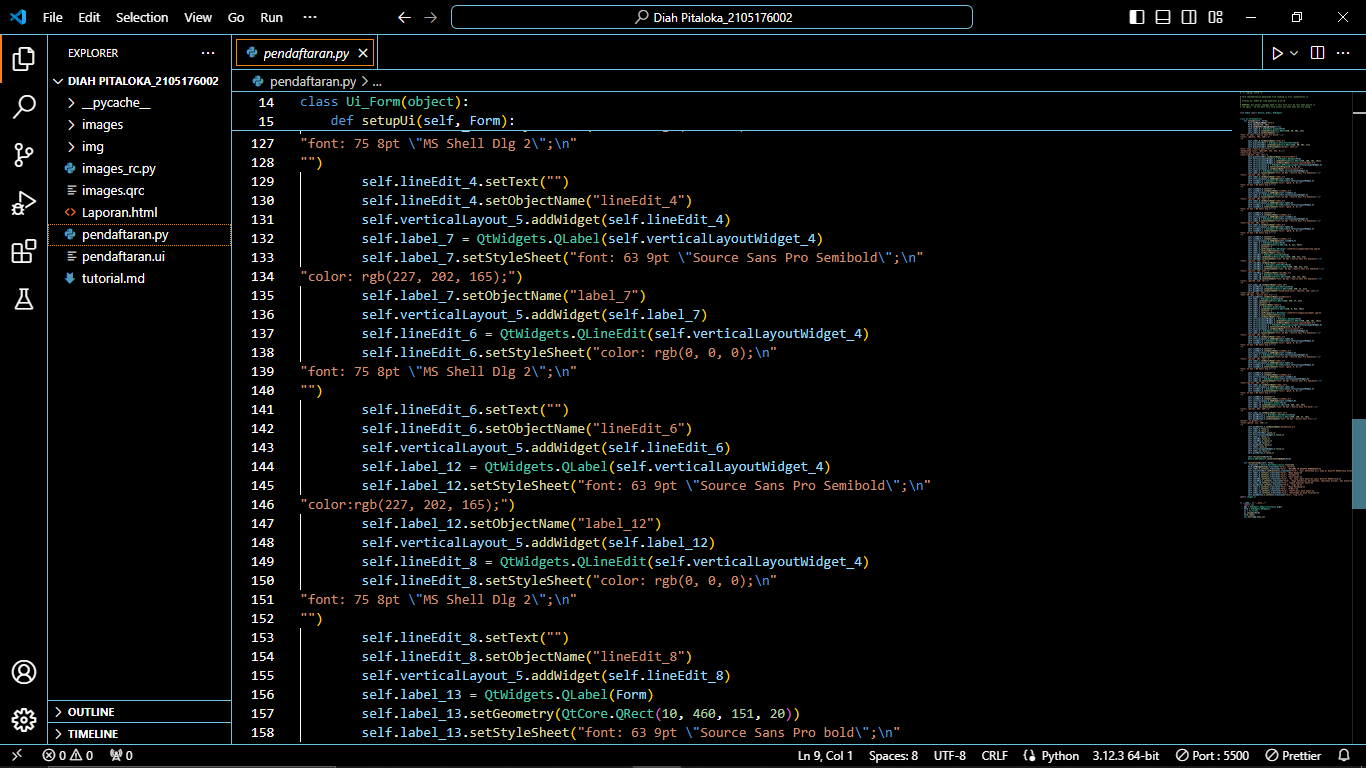 File Edit Selection View Go Run ··· Diah Pitaloka_2105176002
EXPLORER ···
DIAH PITALOKA_2105176002
__pycache__
images
img
images_rc.py
images.qrc
Laporan.html
pendaftaran.py
pendaftaran.ui
tutorial.md
OUTLINE
TIMELINE
pendaftaran.py
pendaftaran.py > ...
14 class Ui_Form(object):
15 def setupUi(self, Form):
127 "font: 75 8pt \"MS Shell Dlg 2\";\n"
128 "")
129 self.lineEdit_4.setText("")
130 self.lineEdit_4.setObjectName("lineEdit_4")
131 self.verticalLayout_5.addWidget(self.lineEdit_4)
132 self.label_7 = QtWidgets.QLabel(self.verticalLayoutWidget_4)
133 self.label_7.setStyleSheet("font: 63 9pt \"Source Sans Pro Semibold\";\n"
134 "color: rgb(227, 202, 165);")
135 self.label_7.setObjectName("label_7")
136 self.verticalLayout_5.addWidget(self.label_7)
137 self.lineEdit_6 = QtWidgets.QLineEdit(self.verticalLayoutWidget_4)
138 self.lineEdit_6.setStyleSheet("color: rgb(0, 0, 0);\n"
139 "font: 75 8pt \"MS Shell Dlg 2\";\n"
140 "")
141 self.lineEdit_6.setText("")
142 self.lineEdit_6.setObjectName("lineEdit_6")
143 self.verticalLayout_5.addWidget(self.lineEdit_6)
144 self.label_12 = QtWidgets.QLabel(self.verticalLayoutWidget_4)
145 self.label_12.setStyleSheet("font: 63 9pt \"Source Sans Pro Semibold\";\n"
146 "color:rgb(227, 202, 165);")
147 self.label_12.setObjectName("label_12")
148 self.verticalLayout_5.addWidget(self.label_12)
149 self.lineEdit_8 = QtWidgets.QLineEdit(self.verticalLayoutWidget_4)
150 self.lineEdit_8.setStyleSheet("color: rgb(0, 0, 0);\n"
151 "font: 75 8pt \"MS Shell Dlg 2\";\n"
152 "")
153 self.lineEdit_8.setText("")
154 self.lineEdit_8.setObjectName("lineEdit_8")
155 self.verticalLayout_5.addWidget(self.lineEdit_8)
156 self.label_13 = QtWidgets.QLabel(Form)
157 self.label_13.setGeometry(QtCore.QRect(10, 460, 151, 20))
158 self.label_13.setStyleSheet("font: 63 9pt \"Source Sans Pro bold\";\n"
0 0 0 Ln 9, Col 1 Spaces: 8 UTF-8 CRLF Python 3.12.3 64-bit Port : 5500 Prettier